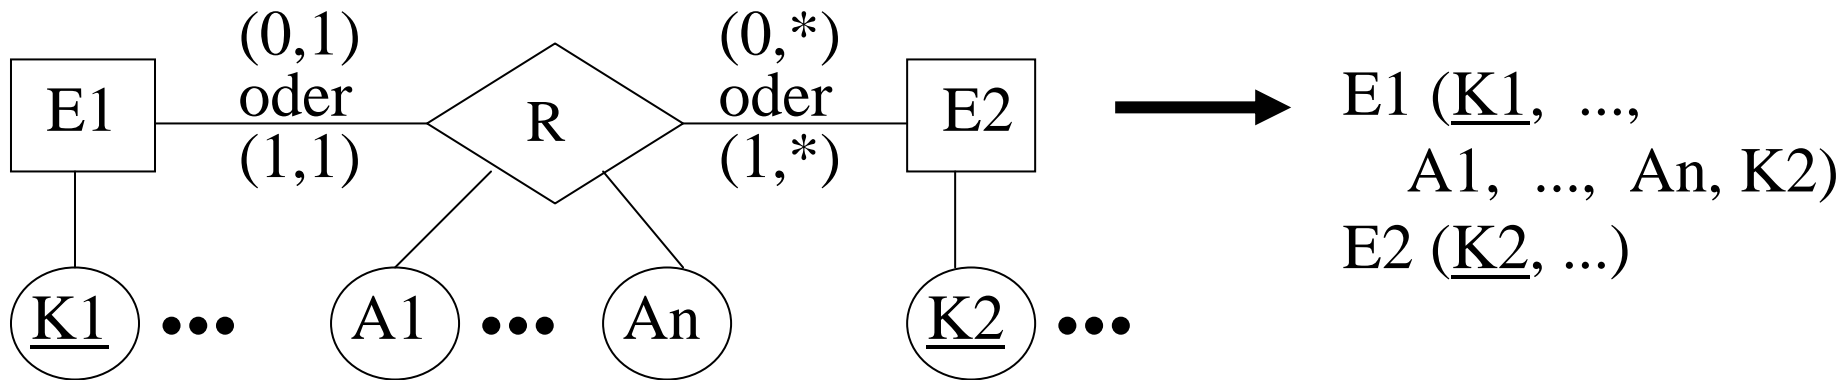 (0,1)
oder
(1,1)
(0,*)
oder
(1,*)
E1
R
E2
K1
•••
A1
•••
An
K2
•••
E1 (K1, ...,
A1, ..., An, K2)
E2 (K2, ...)